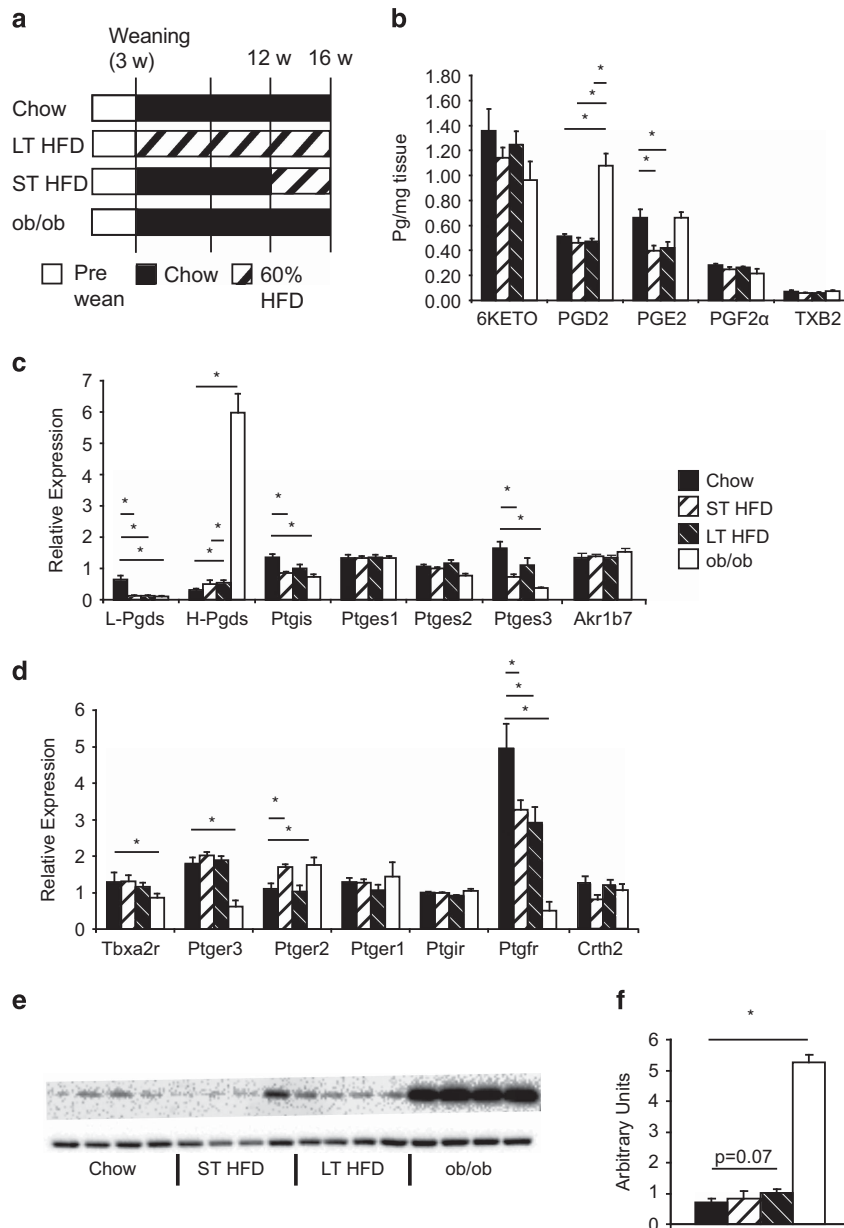 a
Weaning
(3 w) 12 w 16 w
Chow
LT HFD
ST HFD
ob/ob
Pre wean
Chow
60% HFD
b
Pg/mg tissue
1.80
1.60
1.40
1.20
1.00
0.80
0.60
0.40
0.20
0.00
* * * * *
6KETO PGD2 PGE2 PGF2α TXB2
c
Relative Expression
7
6
5
4
3
2
1
0
* * * * * * * * * *
L-Pgds H-Pgds Ptgis Ptges1 Ptges2 Ptges3 Akr1b7
Chow
ST HFD
LT HFD
ob/ob
d
Relative Expression
6
5
4
3
2
1
0
* * * * * * *
Tbxa2r Ptger3 Ptger2 Ptger1 Ptgir Ptgfr Crth2
e
Chow ST HFD LT HFD ob/ob
f
Arbitrary Units
6
5
4
3
2
1
0
*
p=0.07